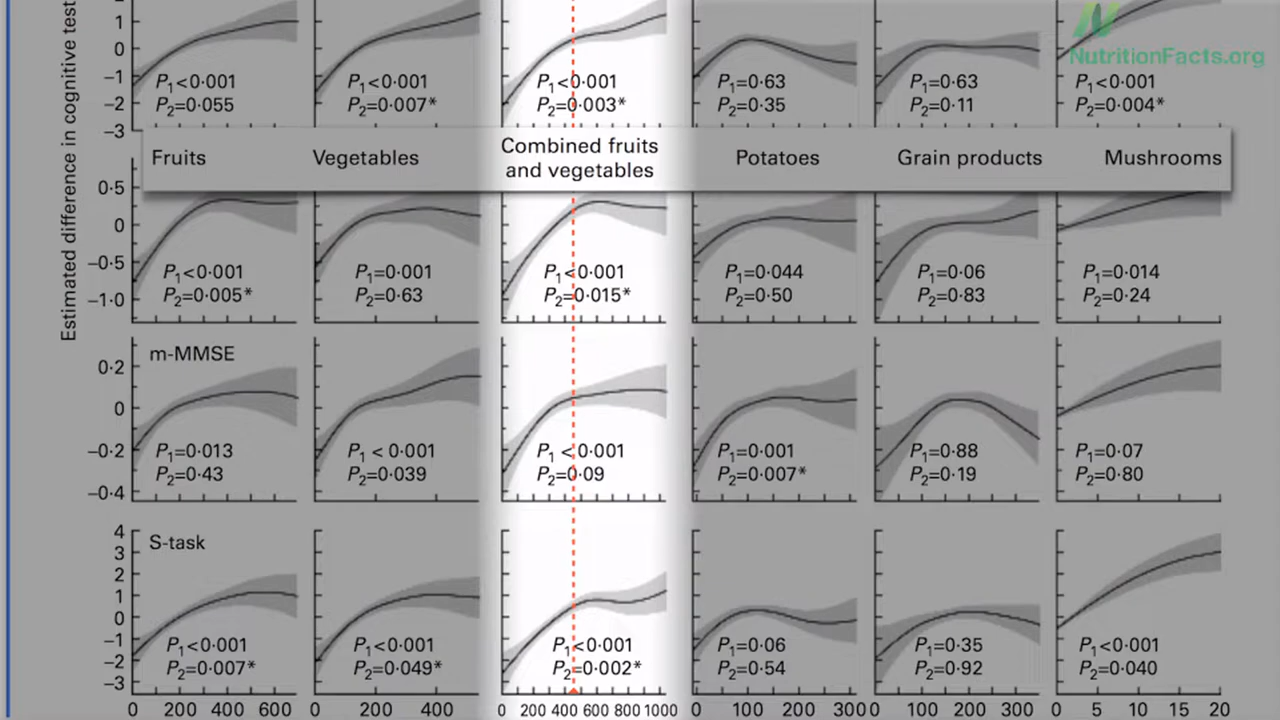 NutritionFacts.org
Estimated difference in cognitive test
1
0
−1
−2
−3
P1<0·001
P2=0·055
P1<0·001
P2=0·007*
P1<0·001
P2=0·003*
P1=0·63
P2=0·35
P1=0·63
P2=0·11
P1<0·001
P2=0·004*
Fruits
Vegetables
Combined fruits
and vegetables
Potatoes
Grain products
Mushrooms
0·5
0
−0·5
−1·0
P1<0·001
P2=0·005*
P1=0·001
P2=0·63
P1<0·001
P2=0·015*
P1=0·044
P2=0·50
P1=0·06
P2=0·83
P1=0·014
P2=0·24
m-MMSE
0·2
0
−0·2
−0·4
P1=0·013
P2=0·43
P1 < 0·001
P2=0·039
P1 < 0·001
P2=0·09
P1=0·001
P2=0·007*
P1=0·88
P2=0·19
P1=0·07
P2=0·80
S-task
4
3
2
1
0
−1
−2
−3
P1<0·001
P2=0·007*
P1<0·001
P2=0·049*
P1<0·001
P2=0·002*
P1=0·06
P2=0·54
P1=0·35
P2=0·92
P1<0·001
P2=0·040
0 200 400 600
0 200 400
0 200 400 600 800 1000
0 100 200 300
0 100 200 300
0 5 10 15 20